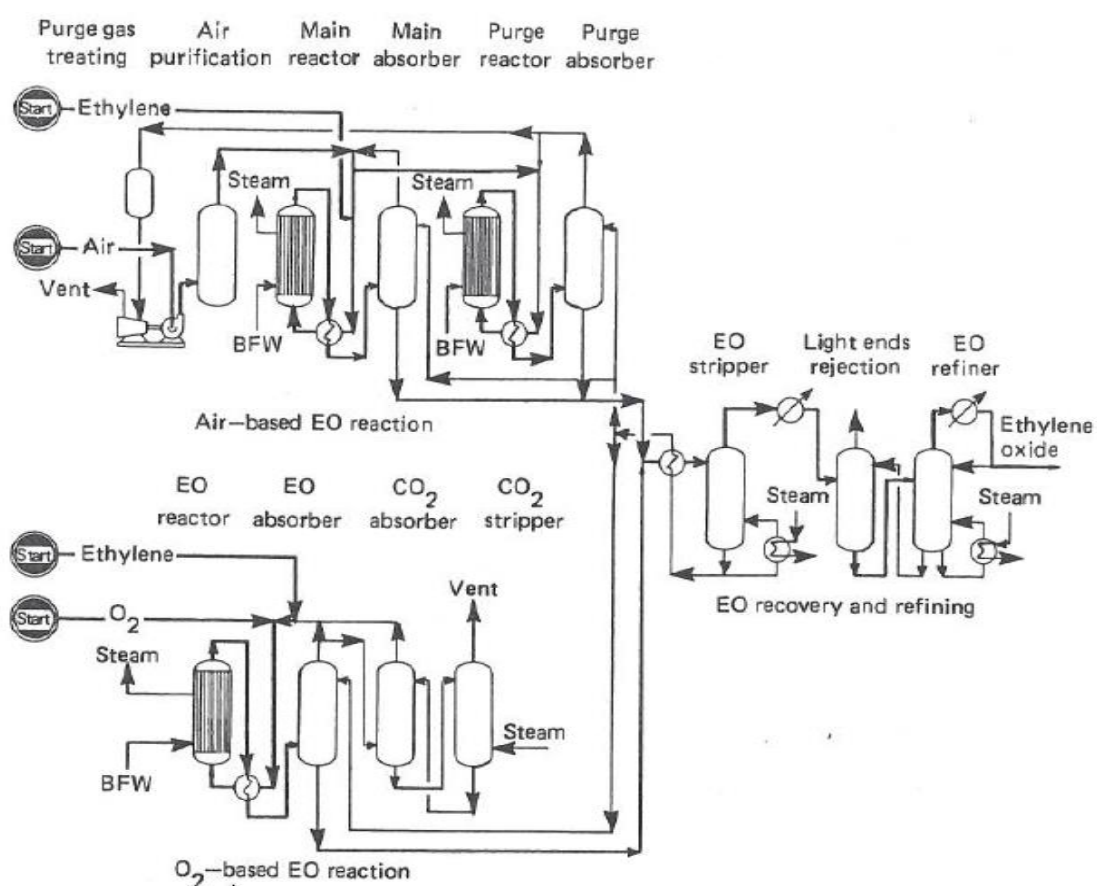 Purge gas treating
Air purification
Main reactor
Main absorber
Purge reactor
Purge absorber
Start
Ethylene
Steam
Steam
Start
Air
Vent
BFW
BFW
Air—based EO reaction
EO stripper
Light ends rejection
EO refiner
Ethylene oxide
Steam
Steam
EO recovery and refining
EO reactor
EO absorber
CO2 absorber
CO2 stripper
Start
Ethylene
Vent
Start
O2
Steam
Steam
BFW
O2—based EO reaction